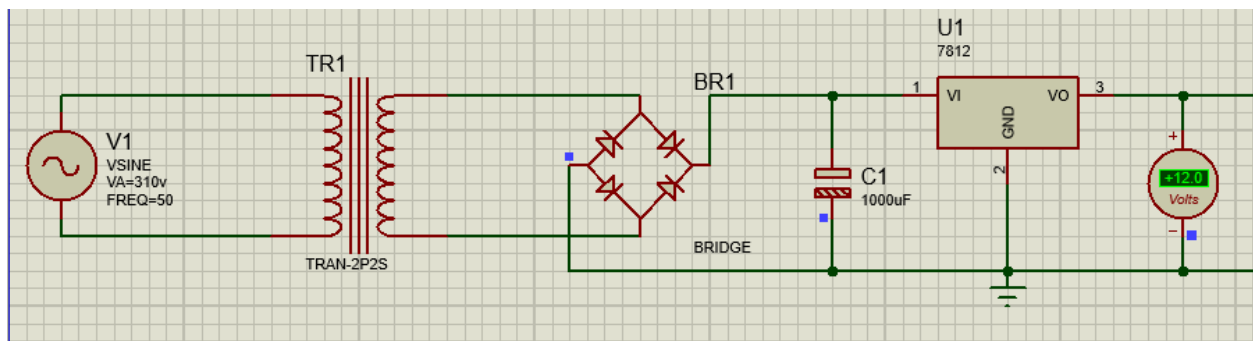 V1
VSINE
VA=310v
FREQ=50
TR1
TRAN-2P2S
BR1
BRIDGE
C1
1000uF
U1
7812
1
VI
VO
3
GND
2
+
+12.0
Volts
−